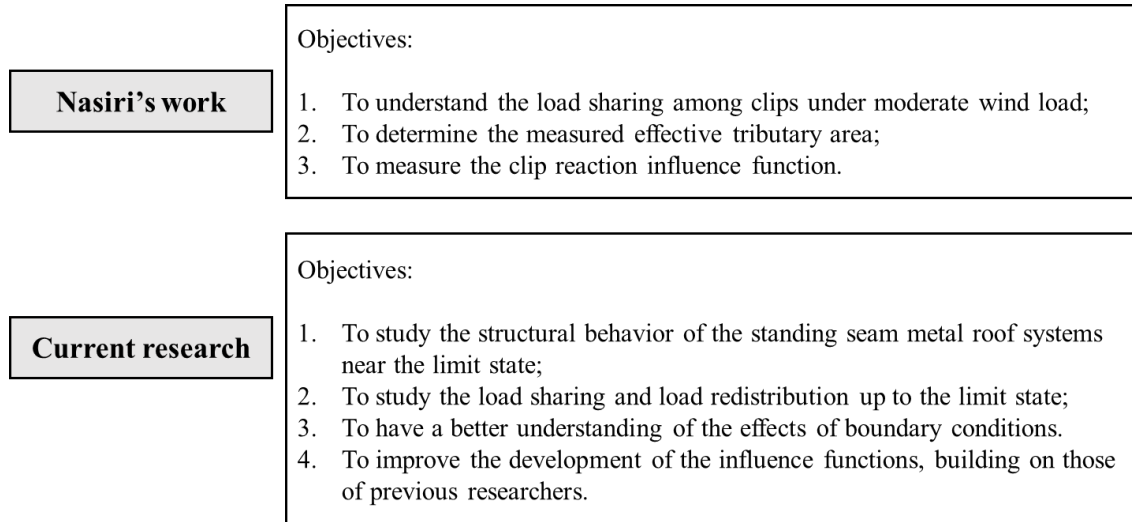 Nasiri's work
Objectives:
1. To understand the load sharing among clips under moderate wind load;
2. To determine the measured effective tributary area;
3. To measure the clip reaction influence function.
Current research
Objectives:
1. To study the structural behavior of the standing seam metal roof systems
near the limit state;
2. To study the load sharing and load redistribution up to the limit state;
3. To have a better understanding of the effects of boundary conditions.
4. To improve the development of the influence functions, building on those
of previous researchers.